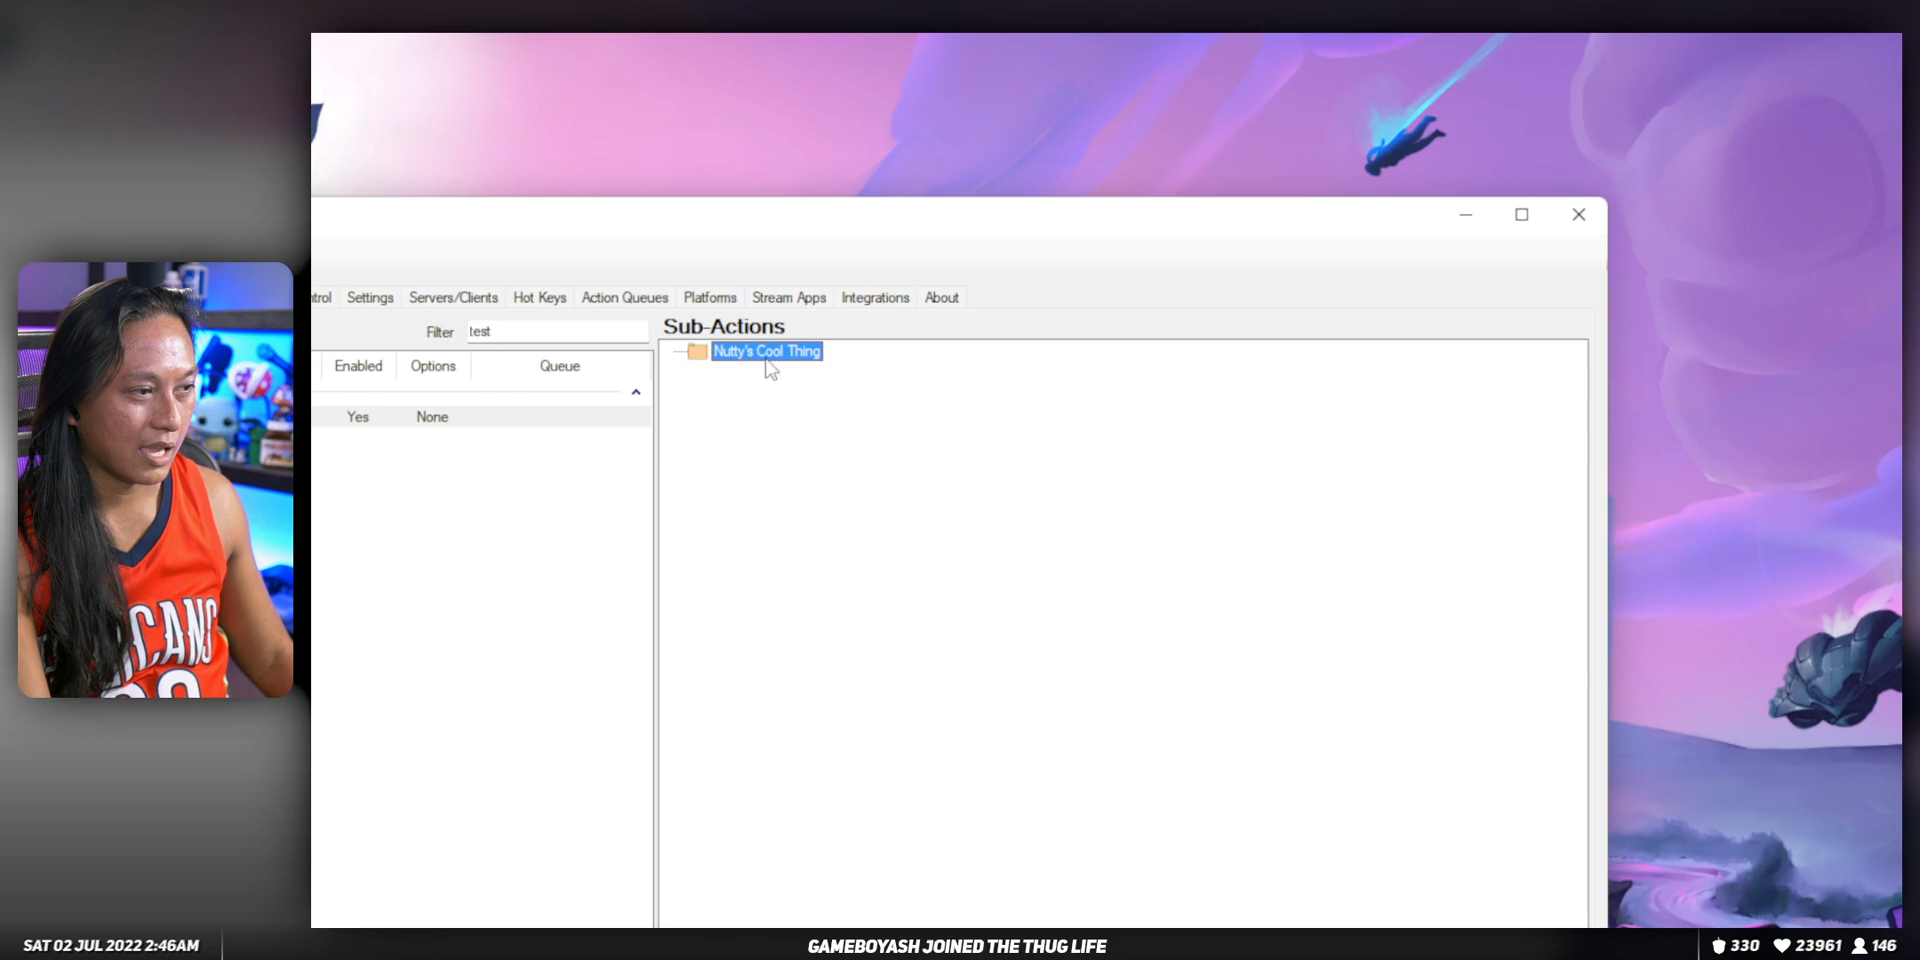 ntrol Settings Servers/Clients Hot Keys Action Queues Platforms Stream Apps Integrations About
Filter test
Sub-Actions
Nutty's Cool Thing
Enabled Options Queue
Yes None
SAT 02 JUL 2022 2:46AM
GAMEBOYASH JOINED THE THUG LIFE
330 23961 146